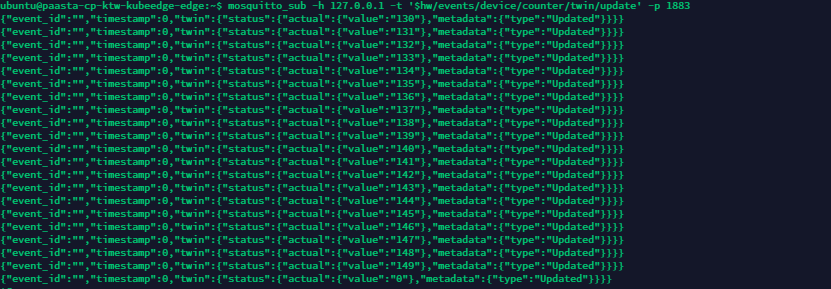 ubuntu@paasta-cp-ktw-kubeedge-edge:~$ mosquitto_sub -h 127.0.0.1 -t '$hw/events/device/counter/twin/update' -p 1883
{"event_id":"","timestamp":0,"twin":{"status":{"actual":{"value":"130"},"metadata":{"type":"Updated"}}}}
{"event_id":"","timestamp":0,"twin":{"status":{"actual":{"value":"131"},"metadata":{"type":"Updated"}}}}
{"event_id":"","timestamp":0,"twin":{"status":{"actual":{"value":"132"},"metadata":{"type":"Updated"}}}}
{"event_id":"","timestamp":0,"twin":{"status":{"actual":{"value":"133"},"metadata":{"type":"Updated"}}}}
{"event_id":"","timestamp":0,"twin":{"status":{"actual":{"value":"134"},"metadata":{"type":"Updated"}}}}
{"event_id":"","timestamp":0,"twin":{"status":{"actual":{"value":"135"},"metadata":{"type":"Updated"}}}}
{"event_id":"","timestamp":0,"twin":{"status":{"actual":{"value":"136"},"metadata":{"type":"Updated"}}}}
{"event_id":"","timestamp":0,"twin":{"status":{"actual":{"value":"137"},"metadata":{"type":"Updated"}}}}
{"event_id":"","timestamp":0,"twin":{"status":{"actual":{"value":"138"},"metadata":{"type":"Updated"}}}}
{"event_id":"","timestamp":0,"twin":{"status":{"actual":{"value":"139"},"metadata":{"type":"Updated"}}}}
{"event_id":"","timestamp":0,"twin":{"status":{"actual":{"value":"140"},"metadata":{"type":"Updated"}}}}
{"event_id":"","timestamp":0,"twin":{"status":{"actual":{"value":"141"},"metadata":{"type":"Updated"}}}}
{"event_id":"","timestamp":0,"twin":{"status":{"actual":{"value":"142"},"metadata":{"type":"Updated"}}}}
{"event_id":"","timestamp":0,"twin":{"status":{"actual":{"value":"143"},"metadata":{"type":"Updated"}}}}
{"event_id":"","timestamp":0,"twin":{"status":{"actual":{"value":"144"},"metadata":{"type":"Updated"}}}}
{"event_id":"","timestamp":0,"twin":{"status":{"actual":{"value":"145"},"metadata":{"type":"Updated"}}}}
{"event_id":"","timestamp":0,"twin":{"status":{"actual":{"value":"146"},"metadata":{"type":"Updated"}}}}
{"event_id":"","timestamp":0,"twin":{"status":{"actual":{"value":"147"},"metadata":{"type":"Updated"}}}}
{"event_id":"","timestamp":0,"twin":{"status":{"actual":{"value":"148"},"metadata":{"type":"Updated"}}}}
{"event_id":"","timestamp":0,"twin":{"status":{"actual":{"value":"149"},"metadata":{"type":"Updated"}}}}
{"event_id":"","timestamp":0,"twin":{"status":{"actual":{"value":"0"},"metadata":{"type":"Updated"}}}}